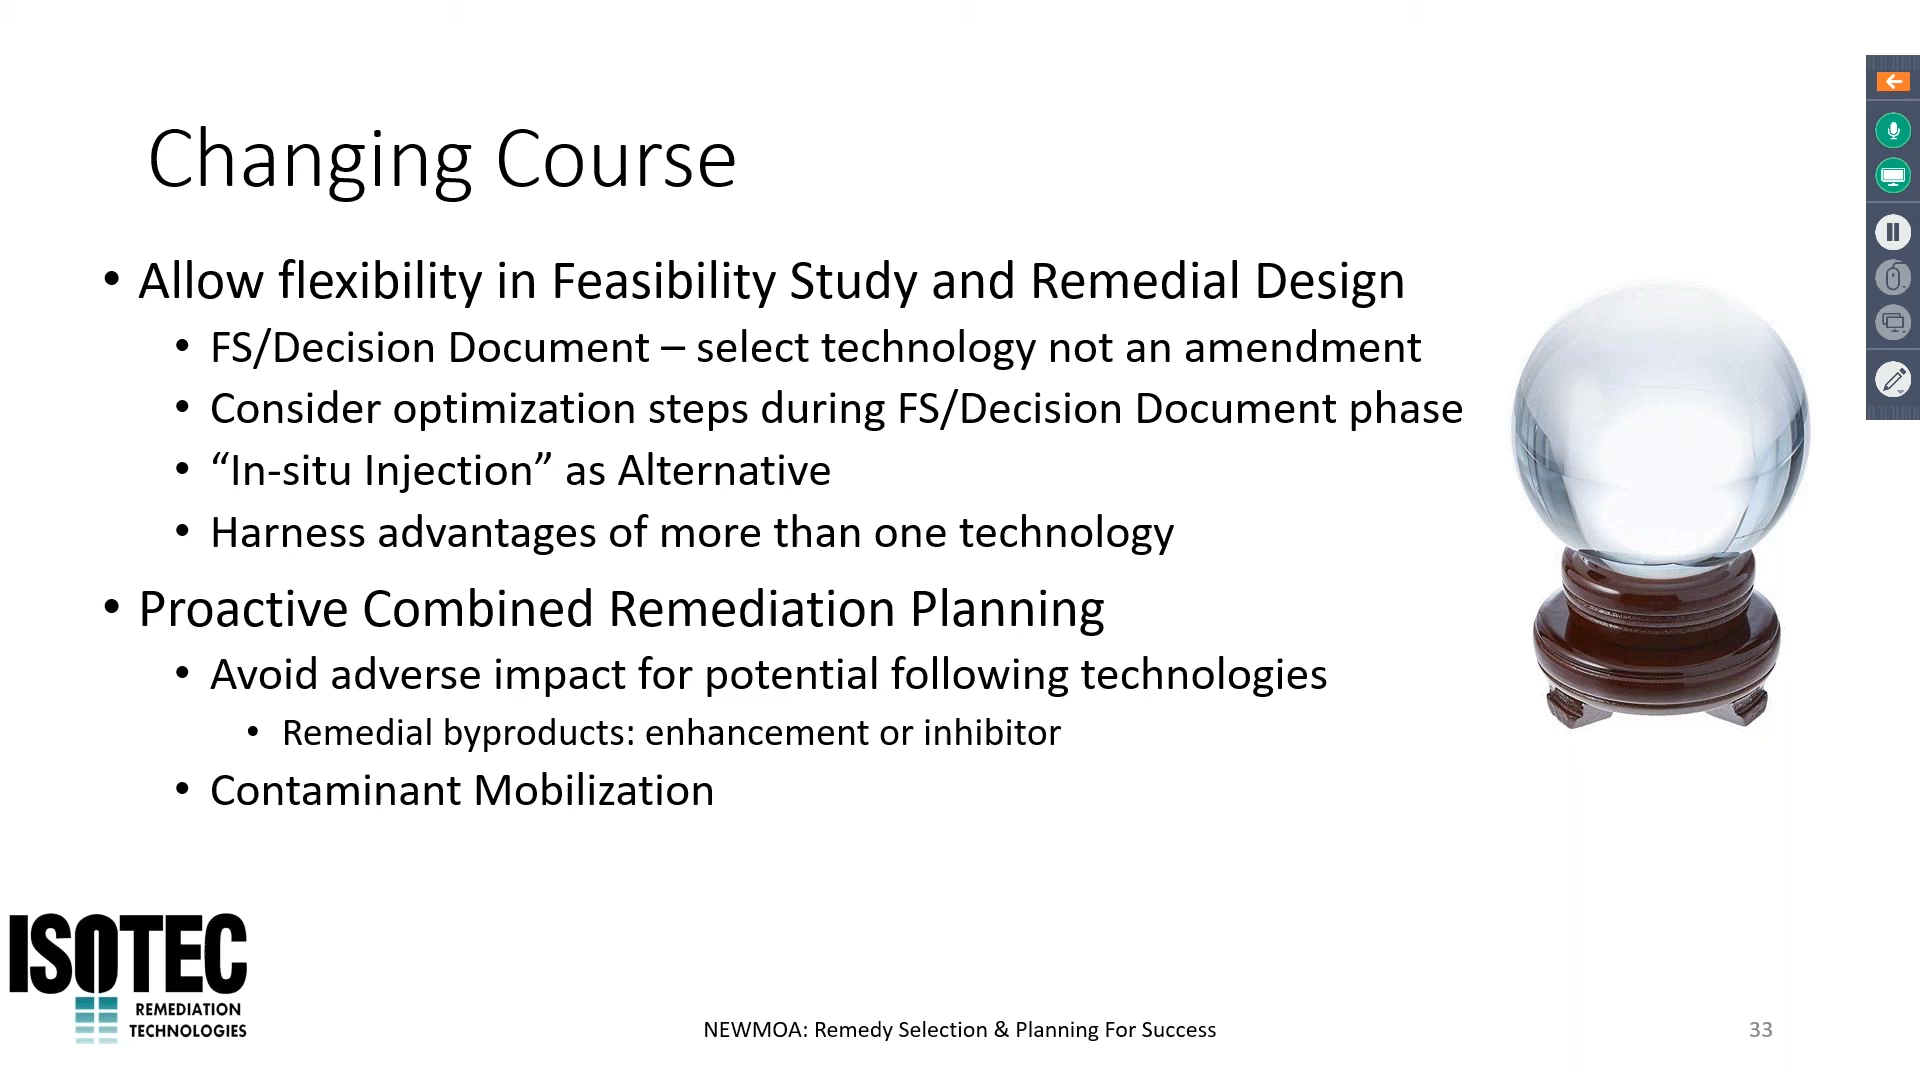 Changing Course
• Allow flexibility in Feasibility Study and Remedial Design
• FS/Decision Document – select technology not an amendment
• Consider optimization steps during FS/Decision Document phase
• “In-situ Injection” as Alternative
• Harness advantages of more than one technology
• Proactive Combined Remediation Planning
• Avoid adverse impact for potential following technologies
• Remedial byproducts: enhancement or inhibitor
• Contaminant Mobilization
ISOTEC
REMEDIATION
TECHNOLOGIES
NEWMOA: Remedy Selection & Planning For Success
33